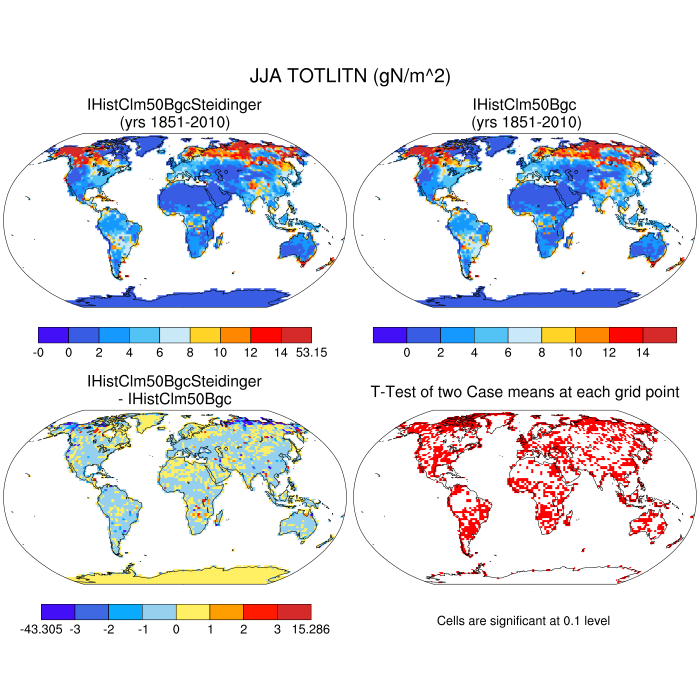 JJA TOTLITN (gN/m^2)
IHistClm50BgcSteidinger
(yrs 1851-2010)
IHistClm50Bgc
(yrs 1851-2010)
-0 0 2 4 6 8 10 12 14 53.15
0 2 4 6 8 10 12 14
IHistClm50BgcSteidinger
- IHistClm50Bgc
T-Test of two Case means at each grid point
-43.305 -3 -2 -1 0 1 2 3 15.286
Cells are significant at 0.1 level